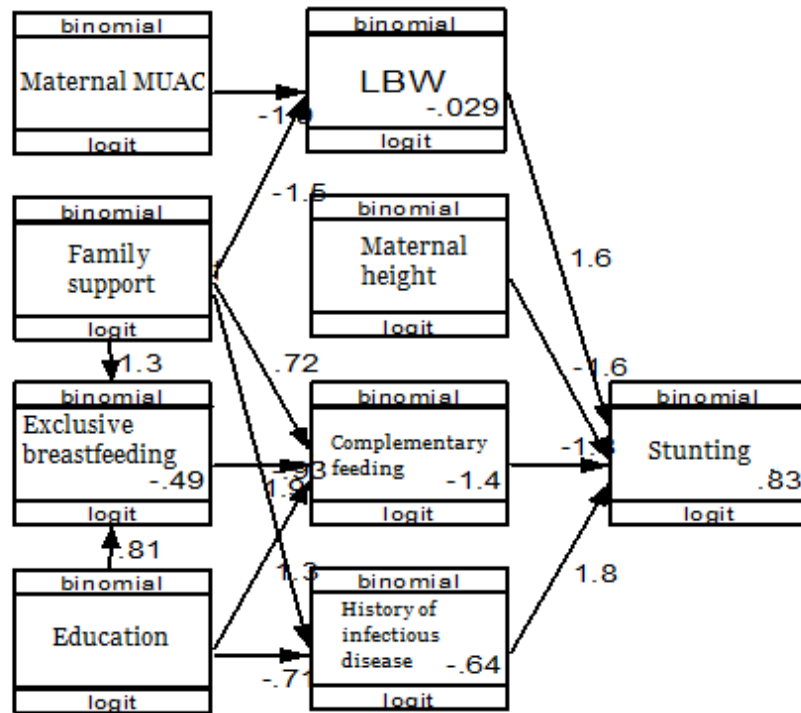 binomial
Maternal MUAC
logit
binomial
LBW
-.029
logit
-1.5
binomial
Family
support
logit
binomial
Maternal
height
logit
1.6
1.3
.72
-1.6
binomial
Exclusive
breastfeeding
-.49
logit
binomial
Complementary
feeding
-1.4
logit
binomial
Stunting
.83
logit
.81
1.3
1.8
binomial
Education
logit
-.71
binomial
History of
infectious
disease
-.64
logit